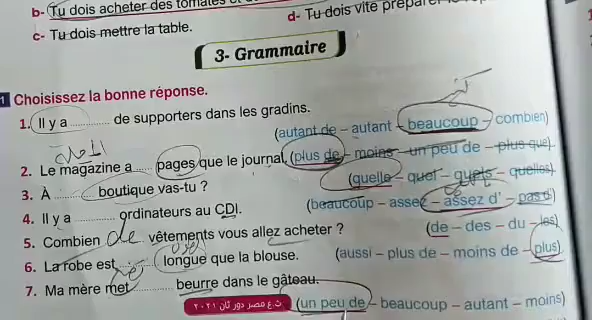 b- Tu dois acheter des tomates
c- Tu dois mettre la table.
d- Tu dois vite préparer
3- Grammaire
1 Choisissez la bonne réponse.
1. Il y a ............ de supporters dans les gradins.
(autant de – autant – beaucoup – combien)
2. Le magazine a ...... pages que le journal. (plus de – moins – un peu de – plus que)
3. À ............ boutique vas-tu ? (quelle – quel – quels – quelles)
4. Il y a ............ ordinateurs au CDI. (beaucoup – assez – assez d' – pas d')
5. Combien de vêtements vous allez acheter ? (de – des – du – les)
6. La robe est ............ longue que la blouse. (aussi – plus de – moins de – plus)
7. Ma mère met ............ beurre dans le gâteau.
(un peu de – beaucoup – autant – moins)